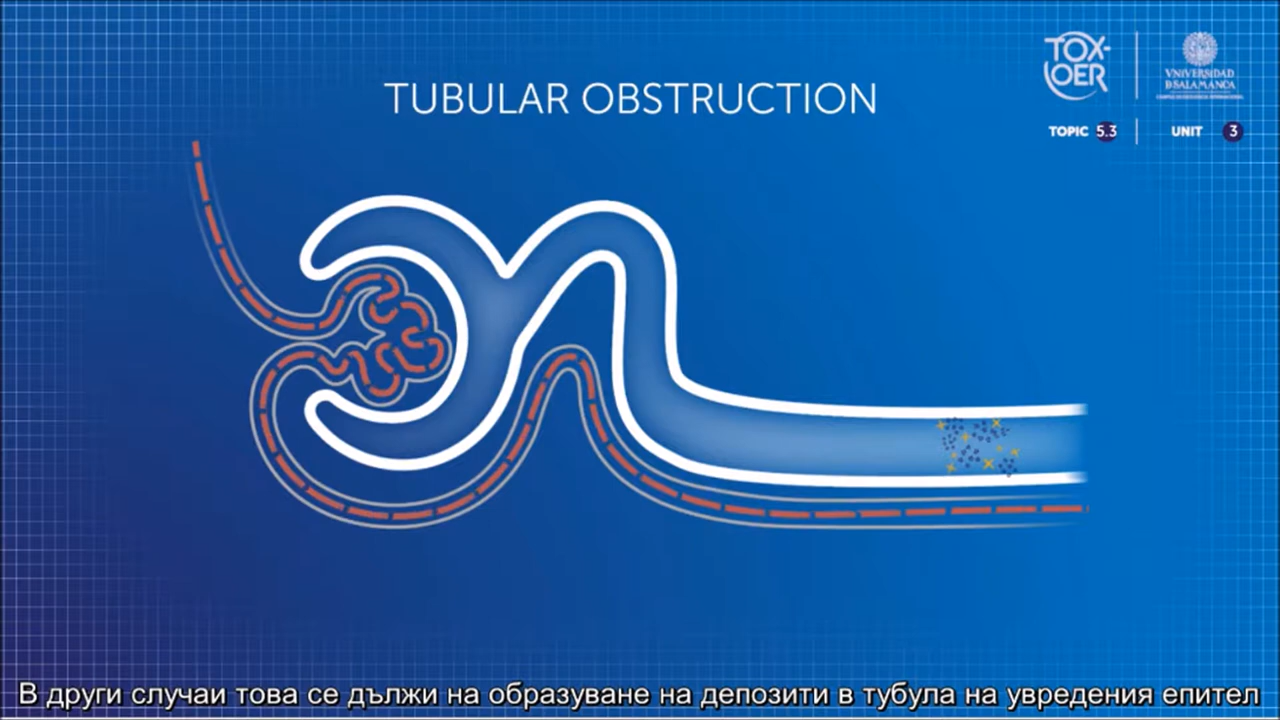 TOX-
OER
VNIVERSIDAD
D SALAMANCA
TUBULAR OBSTRUCTION
TOPIC 5.3
UNIT 3
В други случаи това се дължи на образуване на депозити в тубула на увредения епител